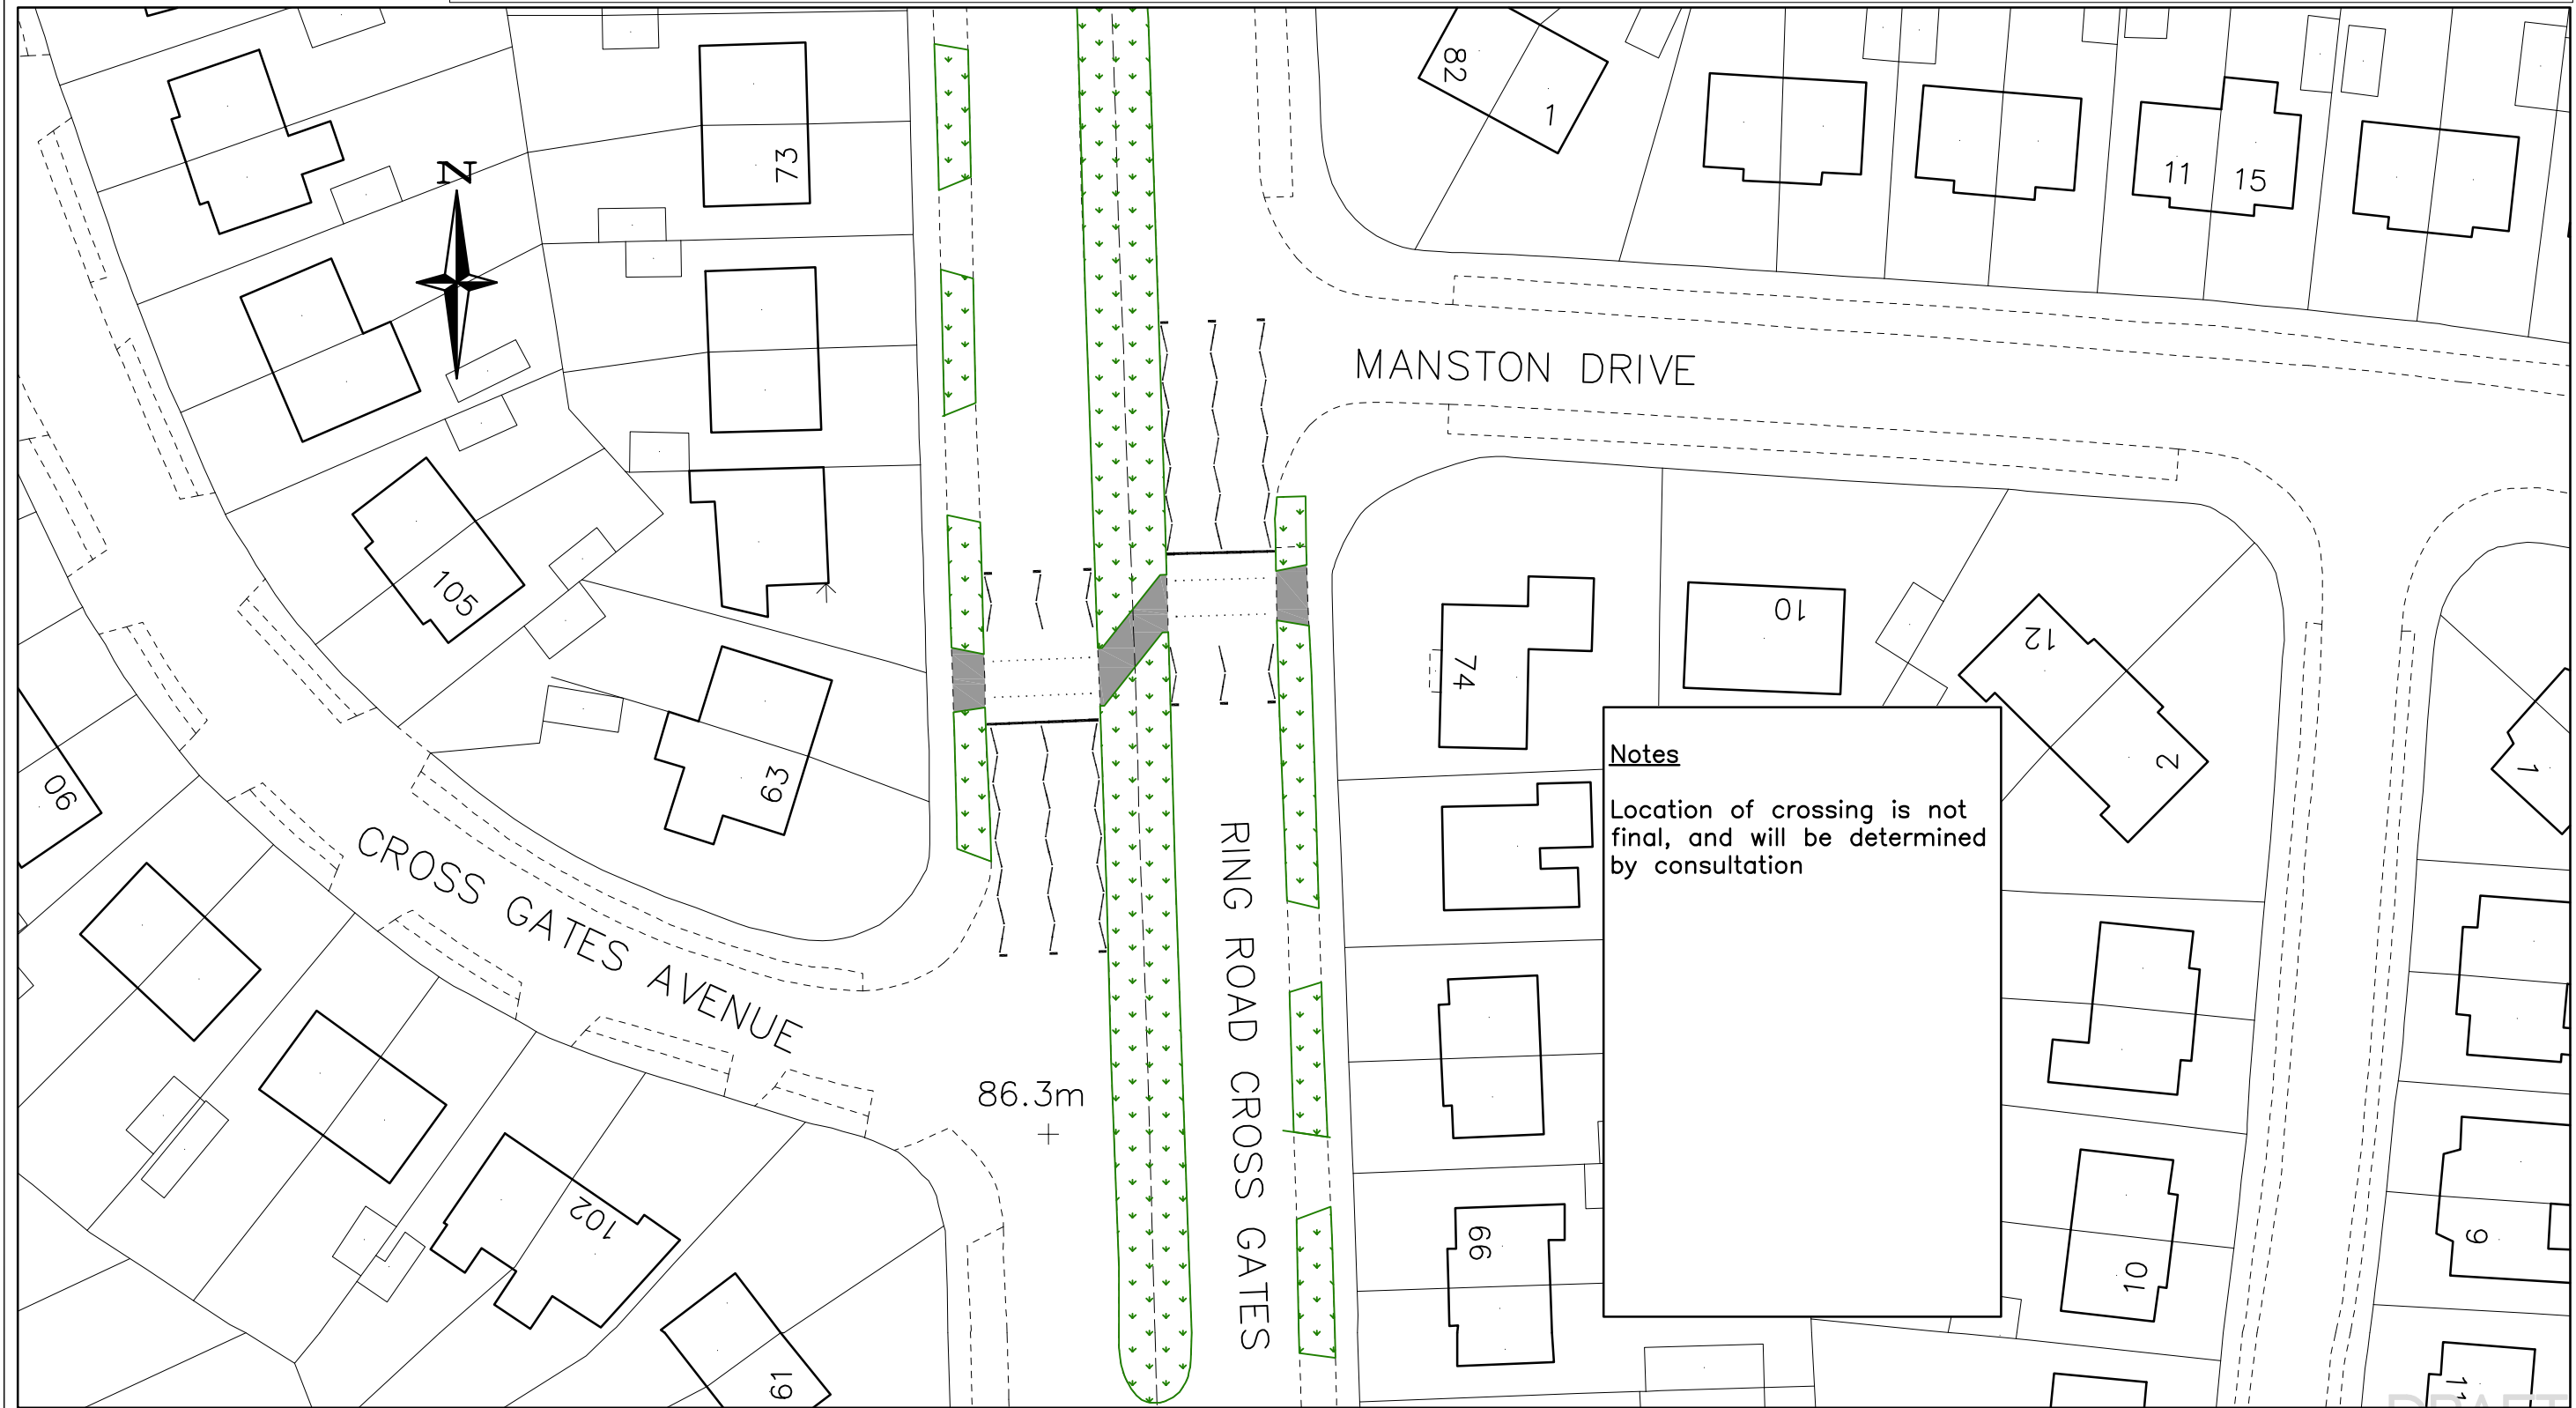 82
1
73
11
15
N
MANSTON DRIVE
105
10
12
74
63
2
1
90
Notes
Location of crossing is not
final, and will be determined
by consultation
CROSS GATES AVENUE
RING ROAD CROSS GATES
86.3m
102
66
9
10
61
11
DRAFT